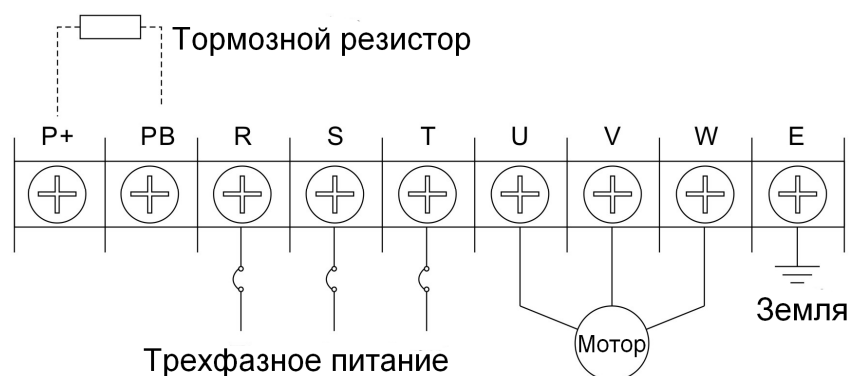 Тормозной резистор
P+ PB R S T U V W E
Земля
Мотор
Трехфазное питание